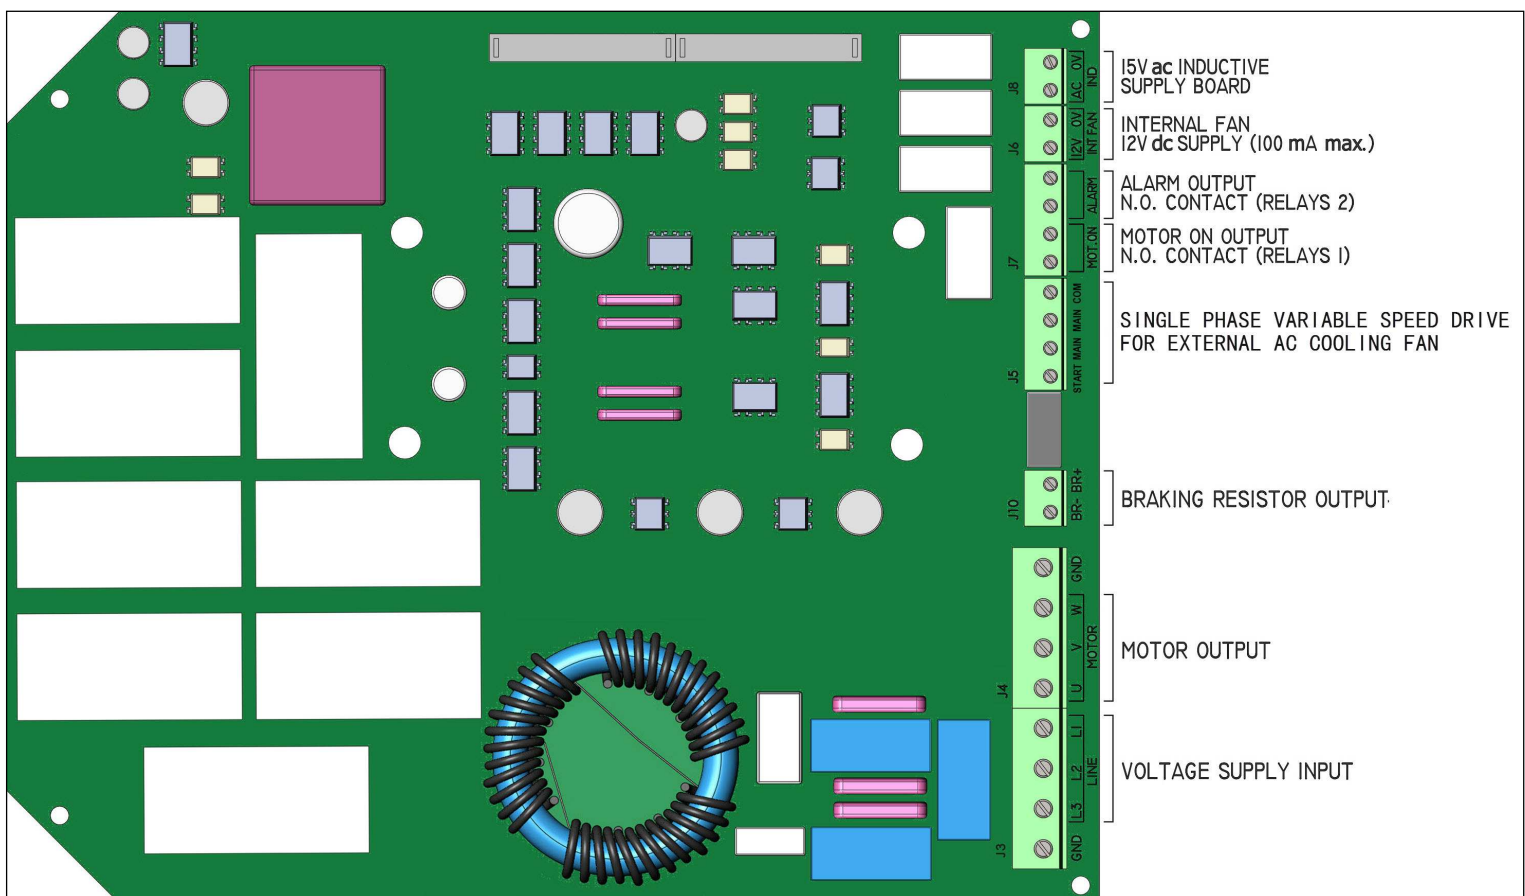 J8
AC 0V
IND
15V ac INDUCTIVE
SUPPLY BOARD
J6
12V 0V
INT FAN
INTERNAL FAN
12V dc SUPPLY (100 mA max.)
ALARM
ALARM OUTPUT
N.O. CONTACT (RELAYS 2)
J7
MOT.ON
MOTOR ON OUTPUT
N.O. CONTACT (RELAYS 1)
J5
START MAIN MAIN COM
SINGLE PHASE VARIABLE SPEED DRIVE
FOR EXTERNAL AC COOLING FAN
J10
BR- BR+
BRAKING RESISTOR OUTPUT.
GND
J4
U V W
MOTOR
MOTOR OUTPUT
L3 L2 L1
LINE
VOLTAGE SUPPLY INPUT
J3
GND